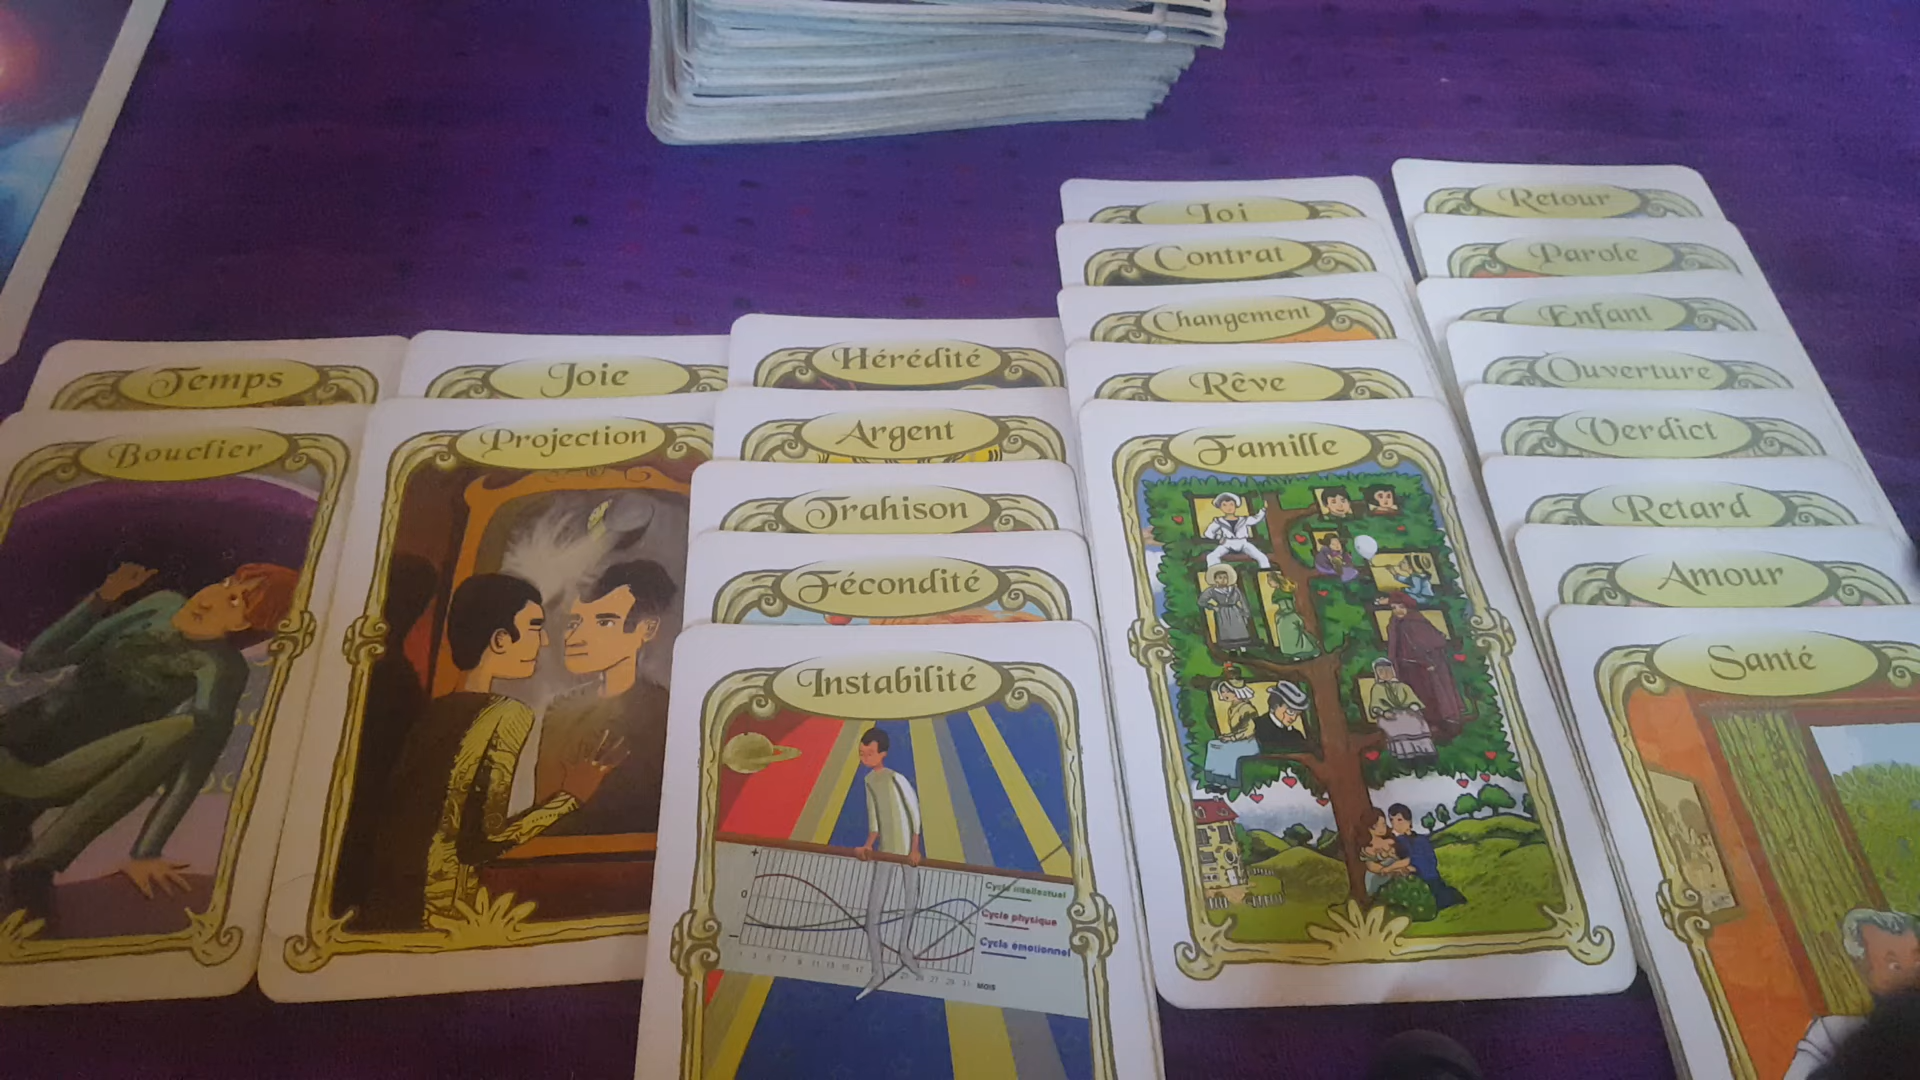 Temps
Bouclier
Joie
Projection
Hérédité
Argent
Trahison
Fécondité
Instabilité
Cycle intellectuel
Cycle physique
Cycle émotionnel
MOIS
Contrat
Changement
Rêve
Famille
Retour
Parole
Enfant
Ouverture
Verdict
Retard
Amour
Santé